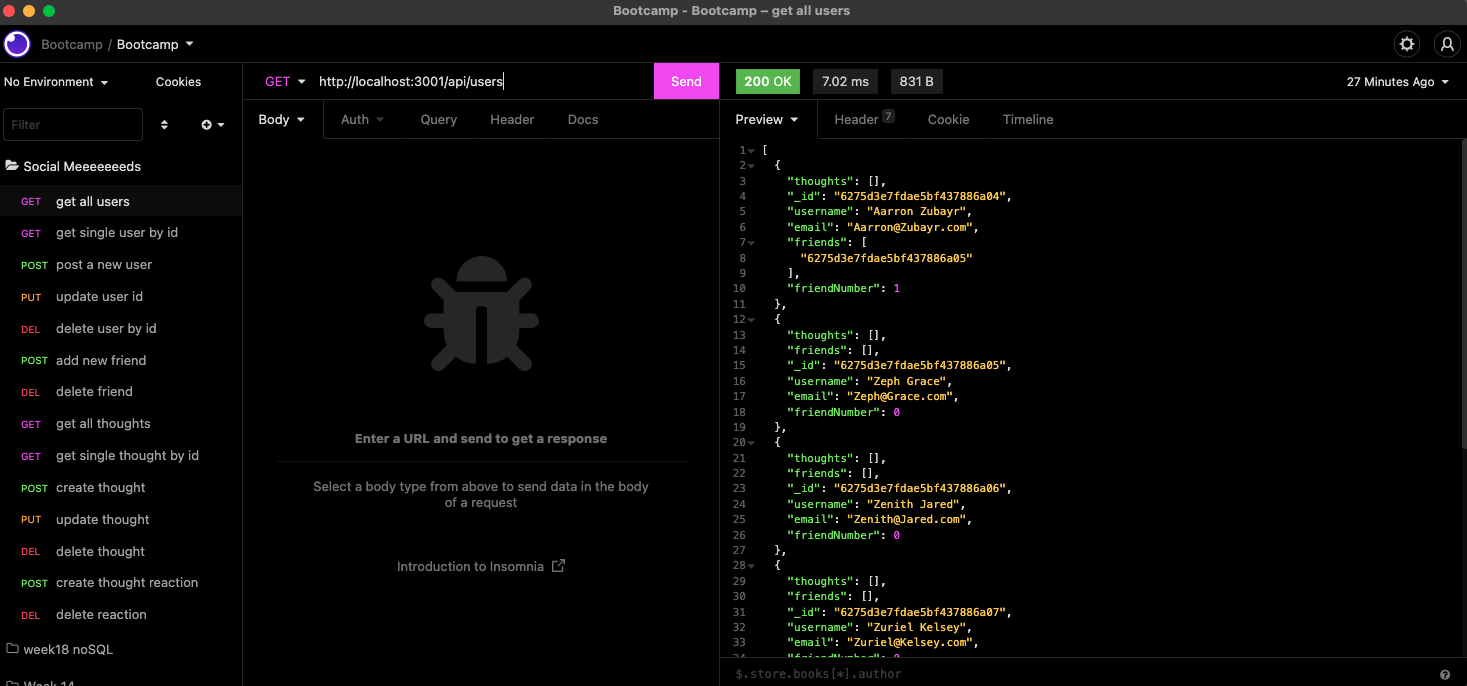 Bootcamp - Bootcamp – get all users
Bootcamp / Bootcamp
No Environment
Cookies
Filter
Social Meeeeeeeds
GET get all users
GET get single user by id
POST post a new user
PUT update user id
DEL delete user by id
POST add new friend
DEL delete friend
GET get all thoughts
GET get single thought by id
POST create thought
PUT update thought
DEL delete thought
POST create thought reaction
DEL delete reaction
week18 noSQL
Week 14
GET http://localhost:3001/api/users Send
Body Auth Query Header Docs
Enter a URL and send to get a response
Select a body type from above to send data in the body
of a request
Introduction to Insomnia
200 OK 7.02 ms 831 B 27 Minutes Ago
Preview Header 7 Cookie Timeline
1 [
2 {
3 "thoughts": [],
4 "_id": "6275d3e7fdae5bf437886a04",
5 "username": "Aarron Zubayr",
6 "email": "Aarron@Zubayr.com",
7 "friends": [
8 "6275d3e7fdae5bf437886a05"
9 ],
10 "friendNumber": 1
11 },
12 {
13 "thoughts": [],
14 "friends": [],
15 "_id": "6275d3e7fdae5bf437886a05",
16 "username": "Zeph Grace",
17 "email": "Zeph@Grace.com",
18 "friendNumber": 0
19 },
20 {
21 "thoughts": [],
22 "friends": [],
23 "_id": "6275d3e7fdae5bf437886a06",
24 "username": "Zenith Jared",
25 "email": "Zenith@Jared.com",
26 "friendNumber": 0
27 },
28 {
29 "thoughts": [],
30 "friends": [],
31 "_id": "6275d3e7fdae5bf437886a07",
32 "username": "Zuriel Kelsey",
33 "email": "Zuriel@Kelsey.com",
34 "friendNumber": 0
$.store.books[*].author